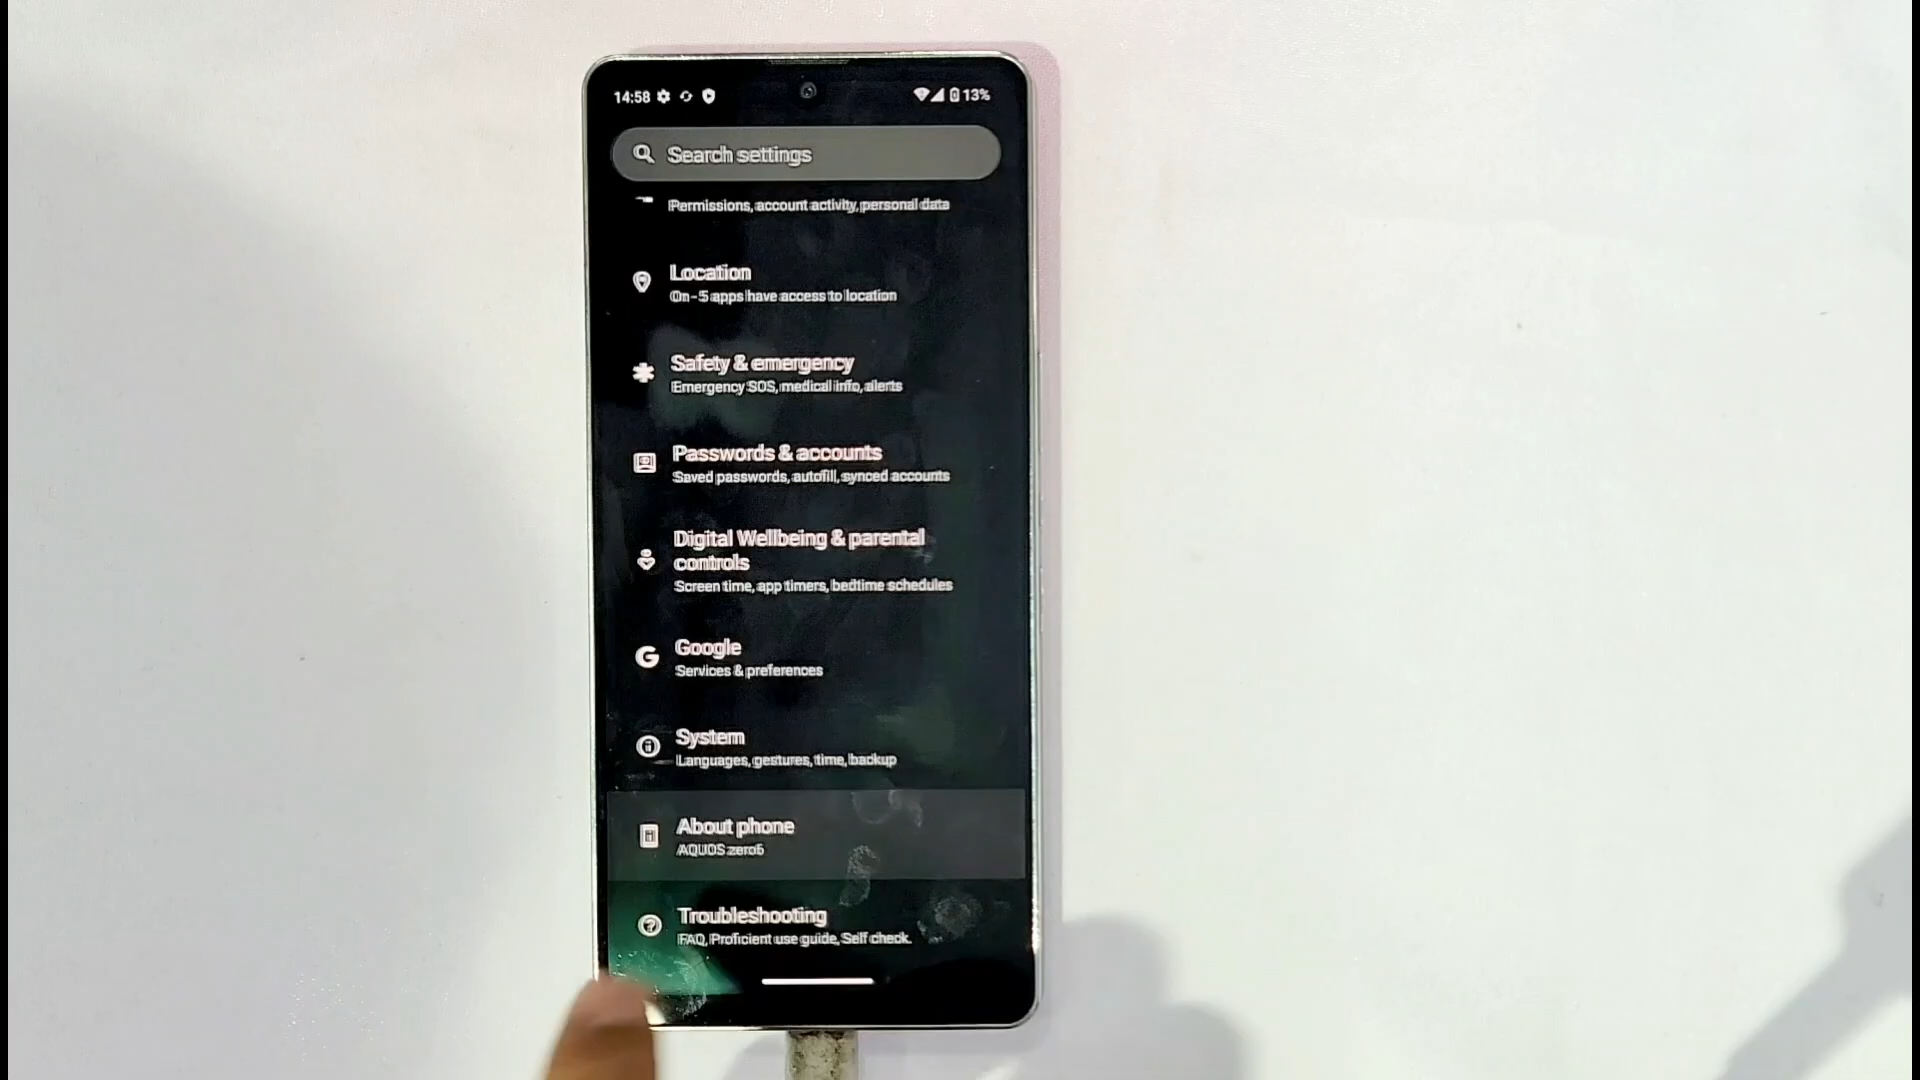 14:58
13%
Search settings
Permissions, account activity, personal data
Location
On - 5 apps have access to location
Safety & emergency
Emergency SOS, medical info, alerts
Passwords & accounts
Saved passwords, autofill, synced accounts
Digital Wellbeing & parental
controls
Screen time, app timers, bedtime schedules
Google
Services & preferences
System
Languages, gestures, time, backup
About phone
AQUOS zero6
Troubleshooting
FAQ, Proficient use guide, Self check.